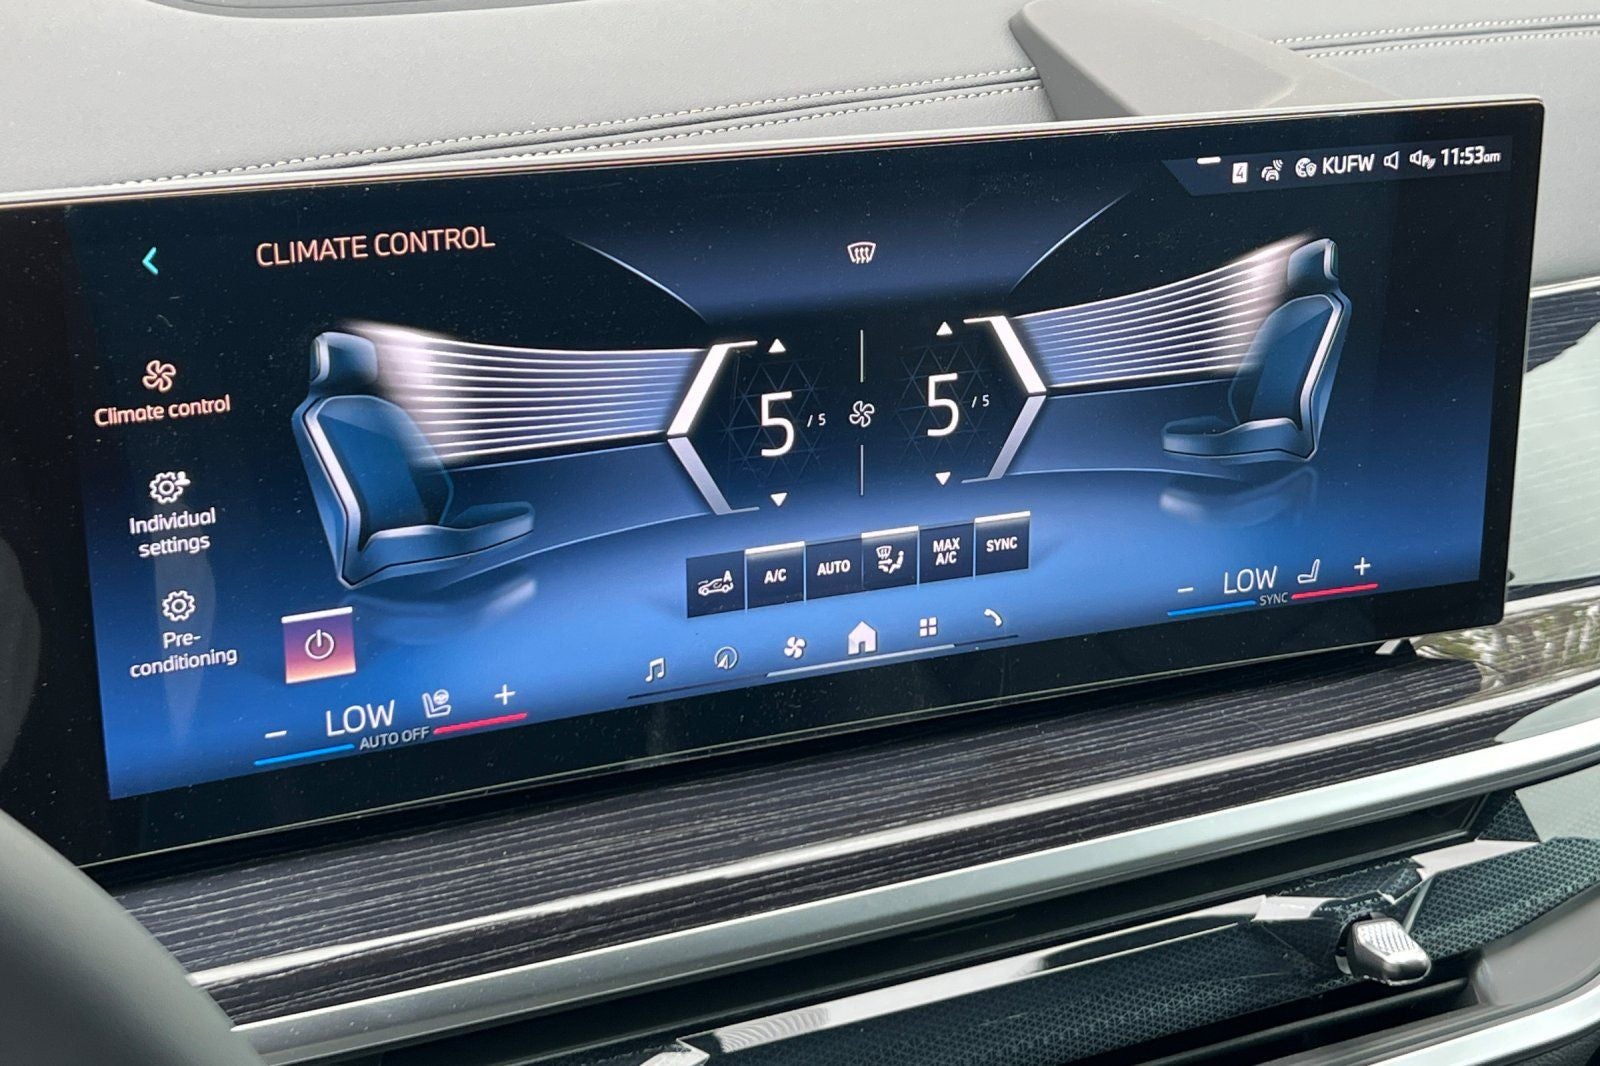 4 KUFW 11:53am
CLIMATE CONTROL
Climate control
Individual
settings
Pre-
conditioning
5 / 5
5 / 5
A
A/C
AUTO
MAX
A/C
SYNC
− LOW +
AUTO OFF
− LOW +
SYNC